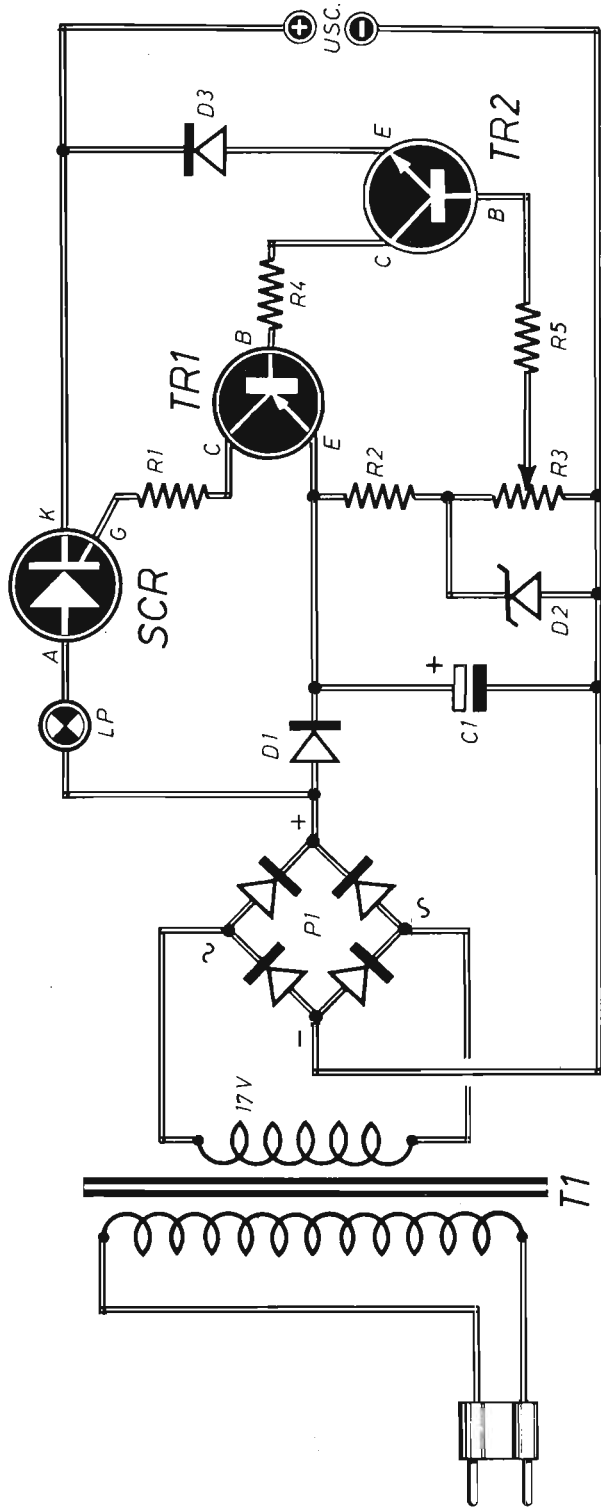 T1
17V
~
~
P1
+
-
LP
A
SCR
K
G
R1
D1
+
C1
D2
R2
R3
TR1
C
B
E
R4
R5
TR2
C
B
E
D3
+
USC.
-